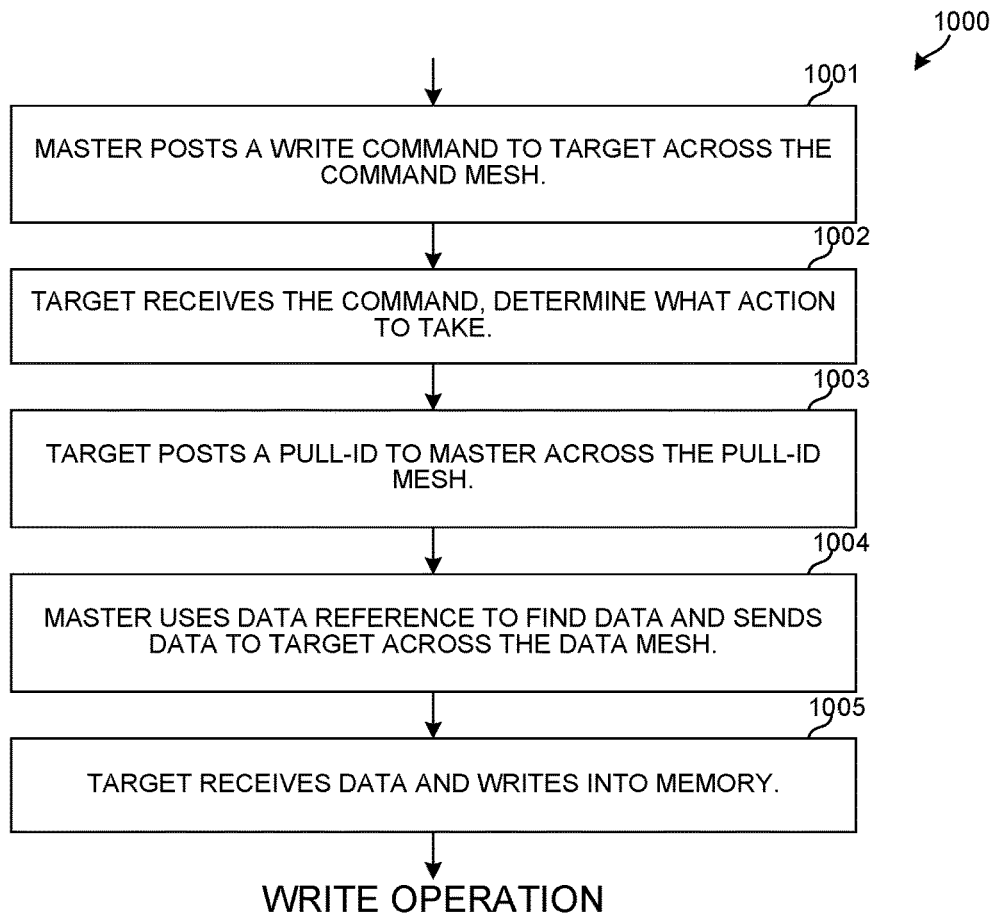 1000
1001
MASTER POSTS A WRITE COMMAND TO TARGET ACROSS THE
COMMAND MESH.
1002
TARGET RECEIVES THE COMMAND, DETERMINE WHAT ACTION
TO TAKE.
1003
TARGET POSTS A PULL-ID TO MASTER ACROSS THE PULL-ID
MESH.
1004
MASTER USES DATA REFERENCE TO FIND DATA AND SENDS
DATA TO TARGET ACROSS THE DATA MESH.
1005
TARGET RECEIVES DATA AND WRITES INTO MEMORY.
WRITE OPERATION